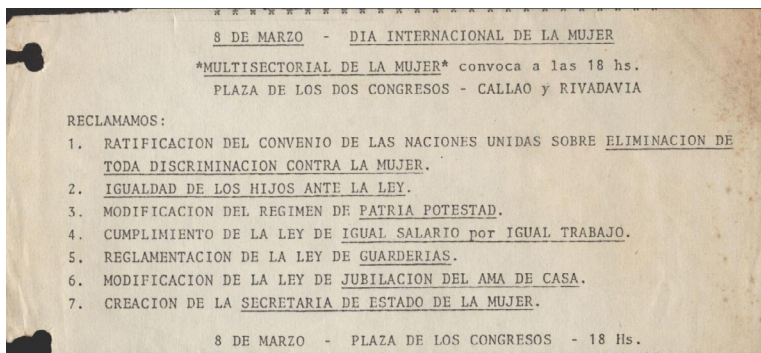 * * * * * * * * * * * * * * * * * * * * * * * *
8 DE MARZO - DIA INTERNACIONAL DE LA MUJER
*MULTISECTORIAL DE LA MUJER* convoca a las 18 hs.
PLAZA DE LOS DOS CONGRESOS - CALLAO y RIVADAVIA
RECLAMAMOS:
1. RATIFICACION DEL CONVENIO DE LAS NACIONES UNIDAS SOBRE ELIMINACION DE
TODA DISCRIMINACION CONTRA LA MUJER.
2. IGUALDAD DE LOS HIJOS ANTE LA LEY.
3. MODIFICACION DEL REGIMEN DE PATRIA POTESTAD.
4. CUMPLIMIENTO DE LA LEY DE IGUAL SALARIO por IGUAL TRABAJO.
5. REGLAMENTACION DE LA LEY DE GUARDERIAS.
6. MODIFICACION DE LA LEY DE JUBILACION DEL AMA DE CASA.
7. CREACION DE LA SECRETARIA DE ESTADO DE LA MUJER.
8 DE MARZO - PLAZA DE LOS CONGRESOS - 18 Hs.